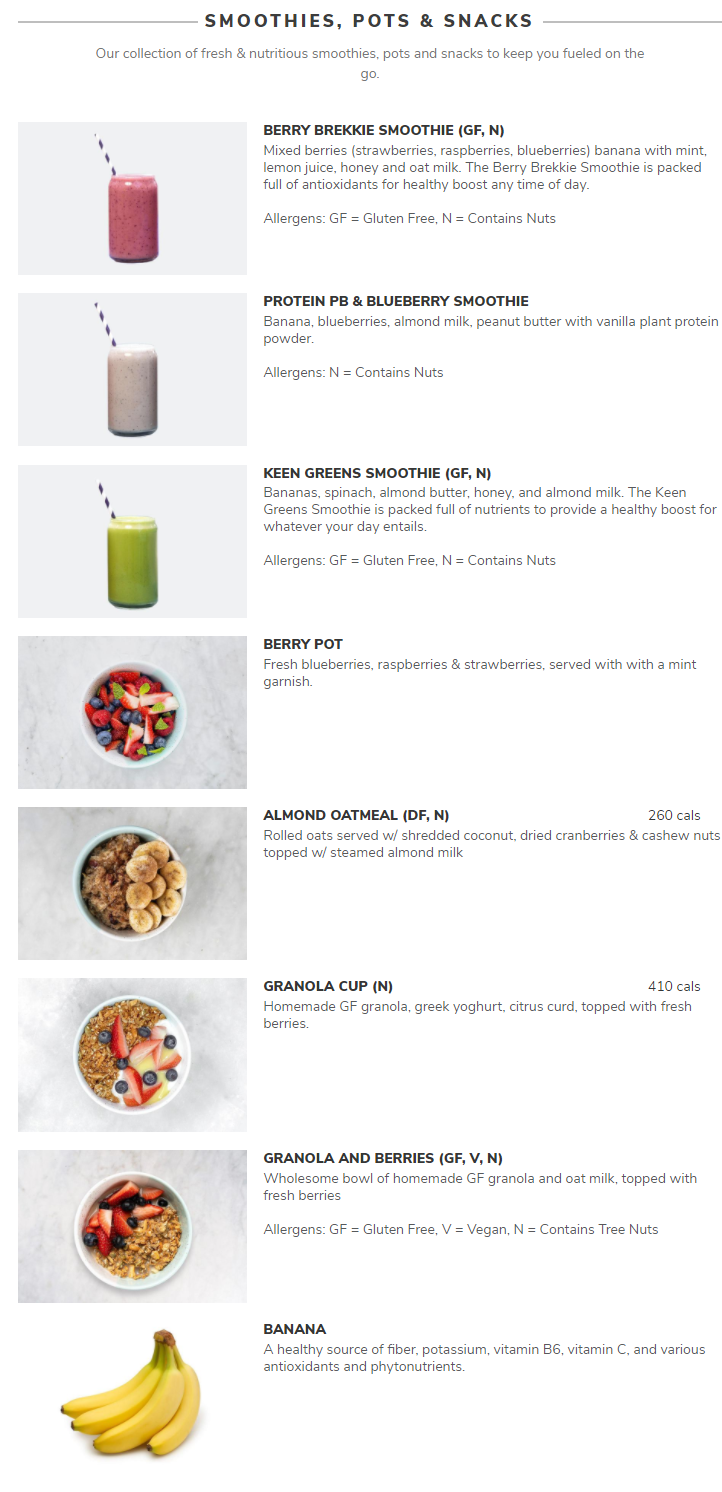 SMOOTHIES, POTS & SNACKS
Our collection of fresh & nutritious smoothies, pots and snacks to keep you fueled on the
go.
BERRY BREKKIE SMOOTHIE (GF, N)
Mixed berries (strawberries, raspberries, blueberries) banana with mint,
lemon juice, honey and oat milk. The Berry Brekkie Smoothie is packed
full of antioxidants for healthy boost any time of day.
Allergens: GF = Gluten Free, N = Contains Nuts
PROTEIN PB & BLUEBERRY SMOOTHIE
Banana, blueberries, almond milk, peanut butter with vanilla plant protein
powder.
Allergens: N = Contains Nuts
KEEN GREENS SMOOTHIE (GF, N)
Bananas, spinach, almond butter, honey, and almond milk. The Keen
Greens Smoothie is packed full of nutrients to provide a healthy boost for
whatever your day entails.
Allergens: GF = Gluten Free, N = Contains Nuts
BERRY POT
Fresh blueberries, raspberries & strawberries, served with with a mint
garnish.
ALMOND OATMEAL (DF, N) 260 cals
Rolled oats served w/ shredded coconut, dried cranberries & cashew nuts
topped w/ steamed almond milk
GRANOLA CUP (N) 410 cals
Homemade GF granola, greek yoghurt, citrus curd, topped with fresh
berries.
GRANOLA AND BERRIES (GF, V, N)
Wholesome bowl of homemade GF granola and oat milk, topped with
fresh berries
Allergens: GF = Gluten Free, V = Vegan, N = Contains Tree Nuts
BANANA
A healthy source of fiber, potassium, vitamin B6, vitamin C, and various
antioxidants and phytonutrients.